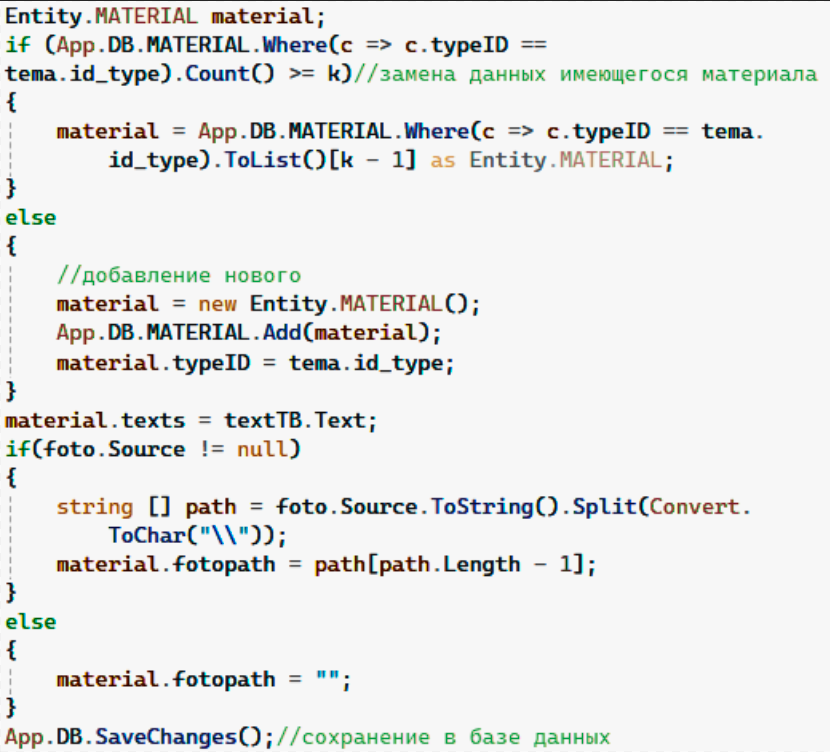 Entity.MATERIAL material;
if (App.DB.MATERIAL.Where(c => c.typeID ==
tema.id_type).Count() >= k)//замена данных имеющегося материала
{
    material = App.DB.MATERIAL.Where(c => c.typeID == tema.
        id_type).ToList()[k - 1] as Entity.MATERIAL;
}
else
{
    //добавление нового
    material = new Entity.MATERIAL();
    App.DB.MATERIAL.Add(material);
    material.typeID = tema.id_type;
}
material.texts = textTB.Text;
if(foto.Source != null)
{
    string [] path = foto.Source.ToString().Split(Convert.
        ToChar("\\"));
    material.fotopath = path[path.Length - 1];
}
else
{
    material.fotopath = "";
}
App.DB.SaveChanges();//сохранение в базе данных